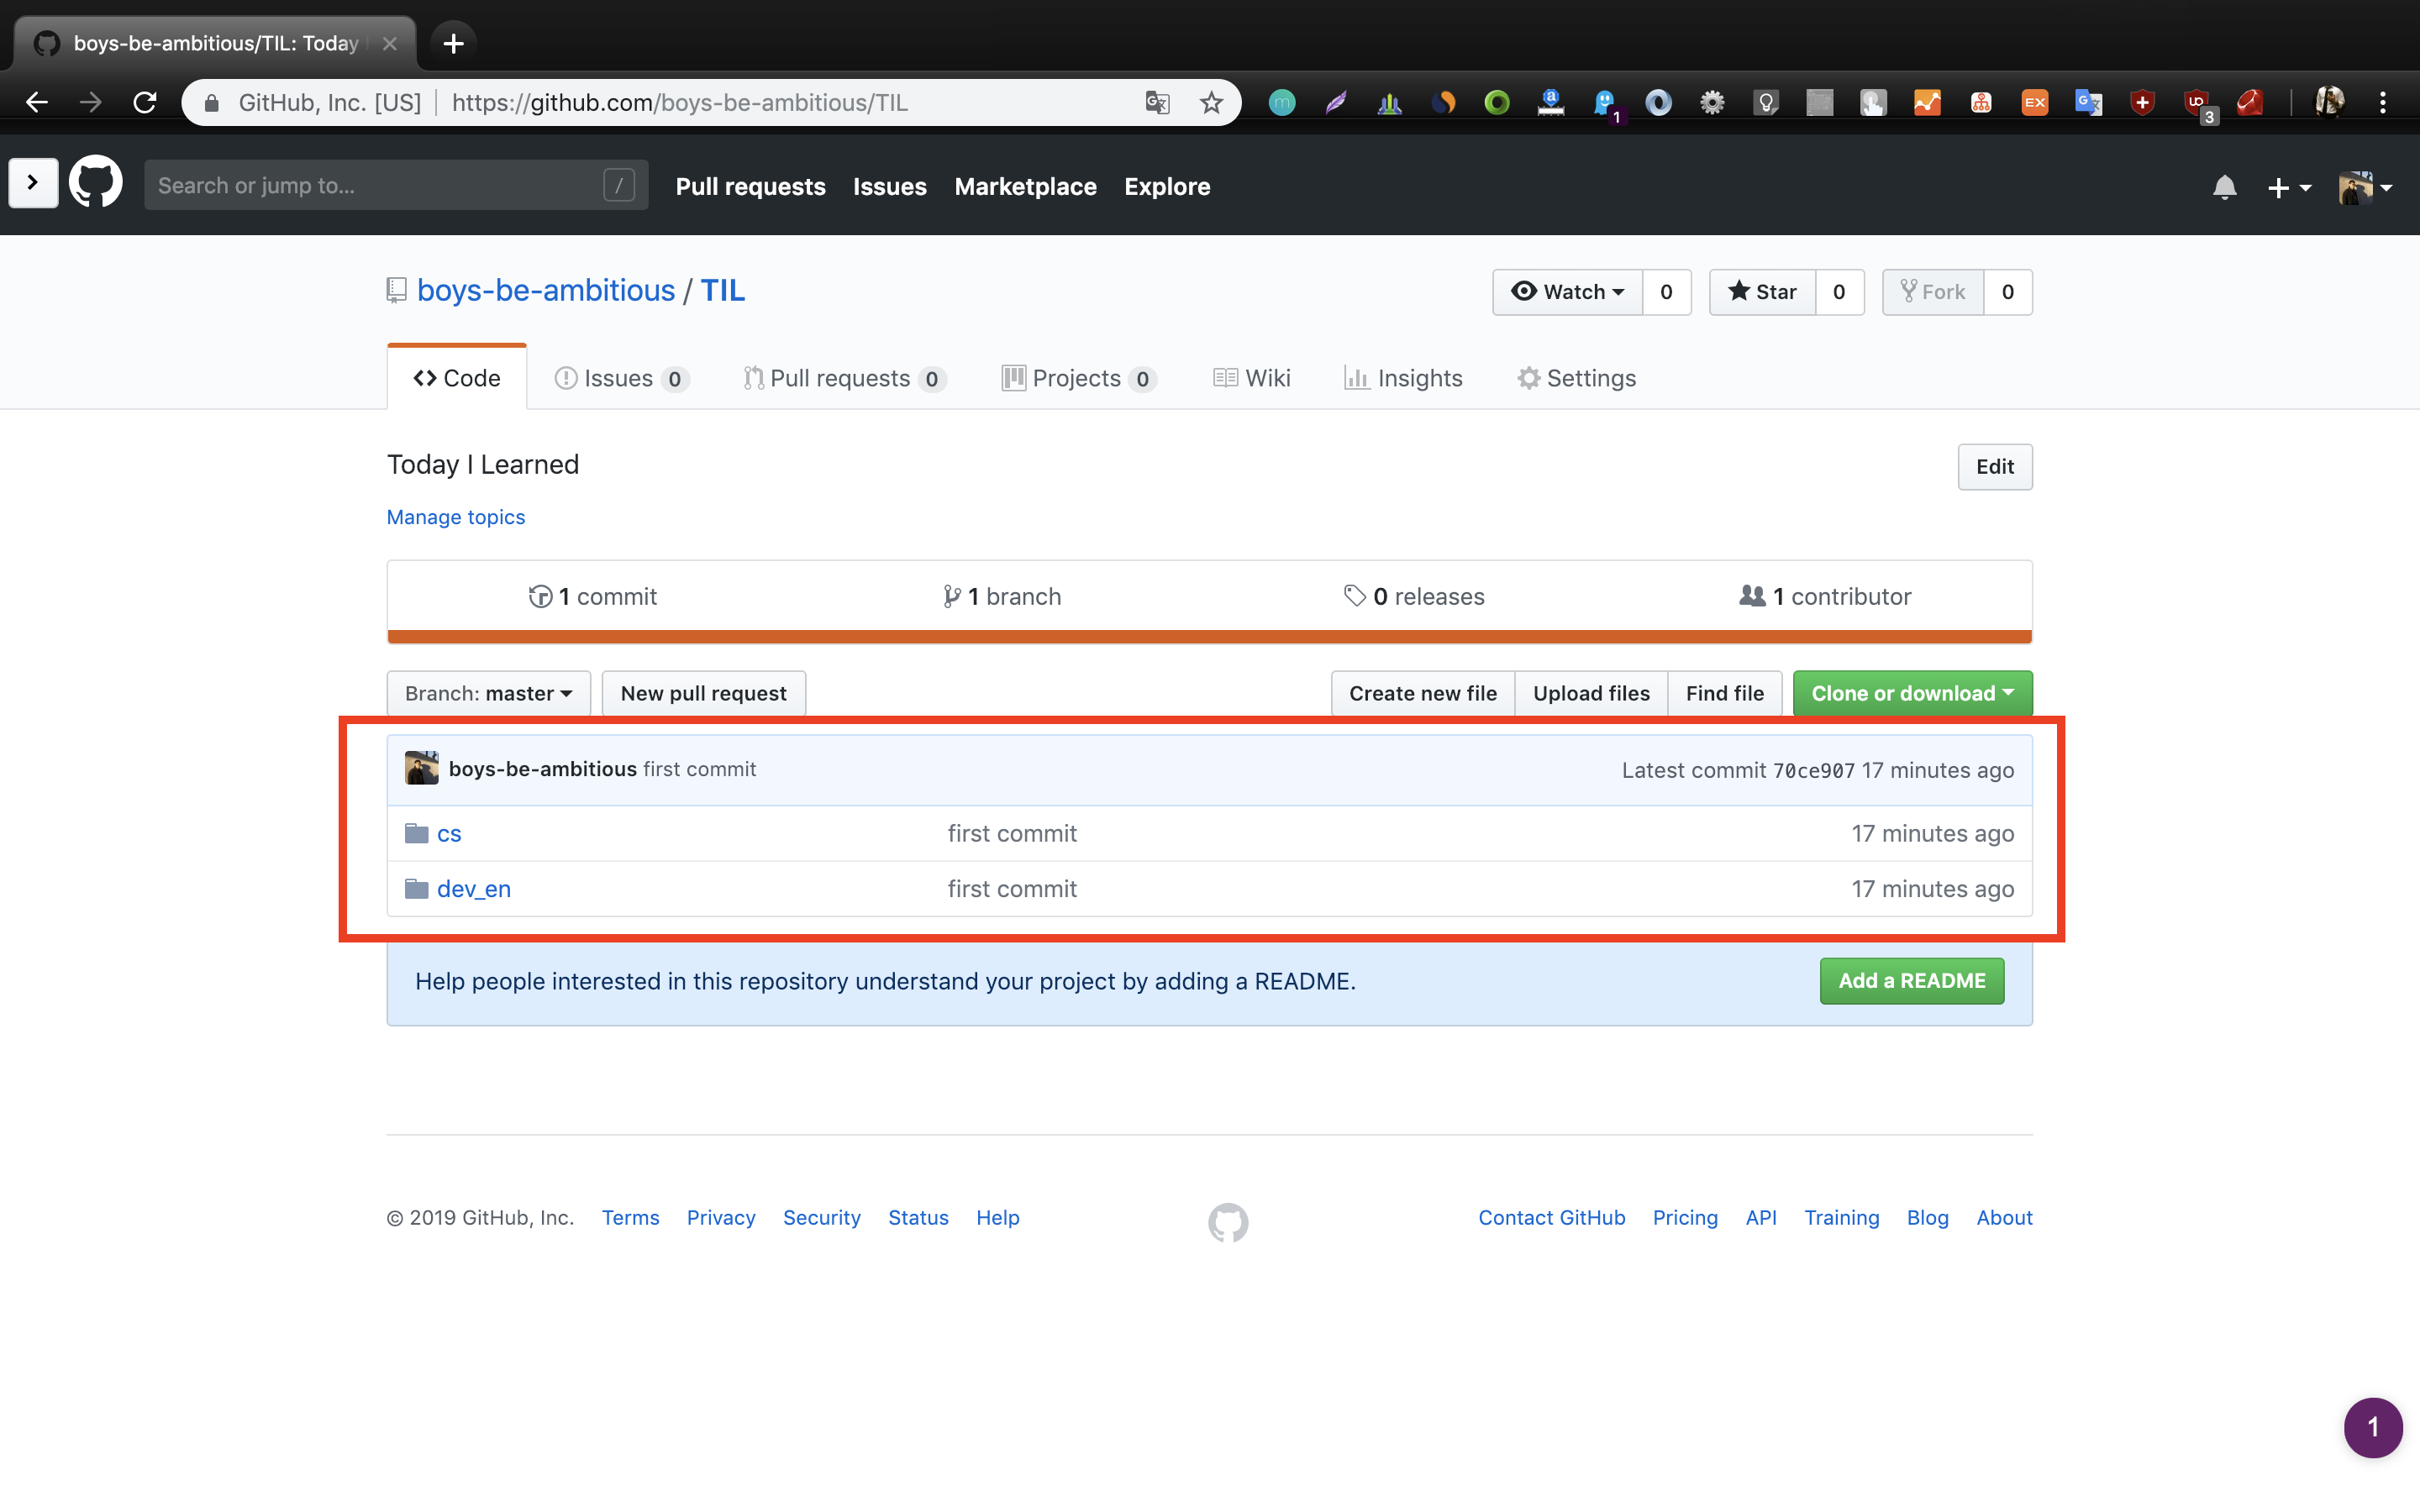 boys-be-ambitious/TIL: Today
GitHub, Inc. [US] https://github.com/boys-be-ambitious/TIL
m a 1 EX G 3
Search or jump to... / Pull requests Issues Marketplace Explore
boys-be-ambitious / TIL Watch 0 Star 0 Fork 0
Code Issues 0 Pull requests 0 Projects 0 Wiki Insights Settings
Today I Learned Edit
Manage topics
1 commit 1 branch 0 releases 1 contributor
Branch: master New pull request Create new file Upload files Find file Clone or download
boys-be-ambitious first commit Latest commit 70ce907 17 minutes ago
cs first commit 17 minutes ago
dev_en first commit 17 minutes ago
Help people interested in this repository understand your project by adding a README. Add a README
© 2019 GitHub, Inc. Terms Privacy Security Status Help Contact GitHub Pricing API Training Blog About
1